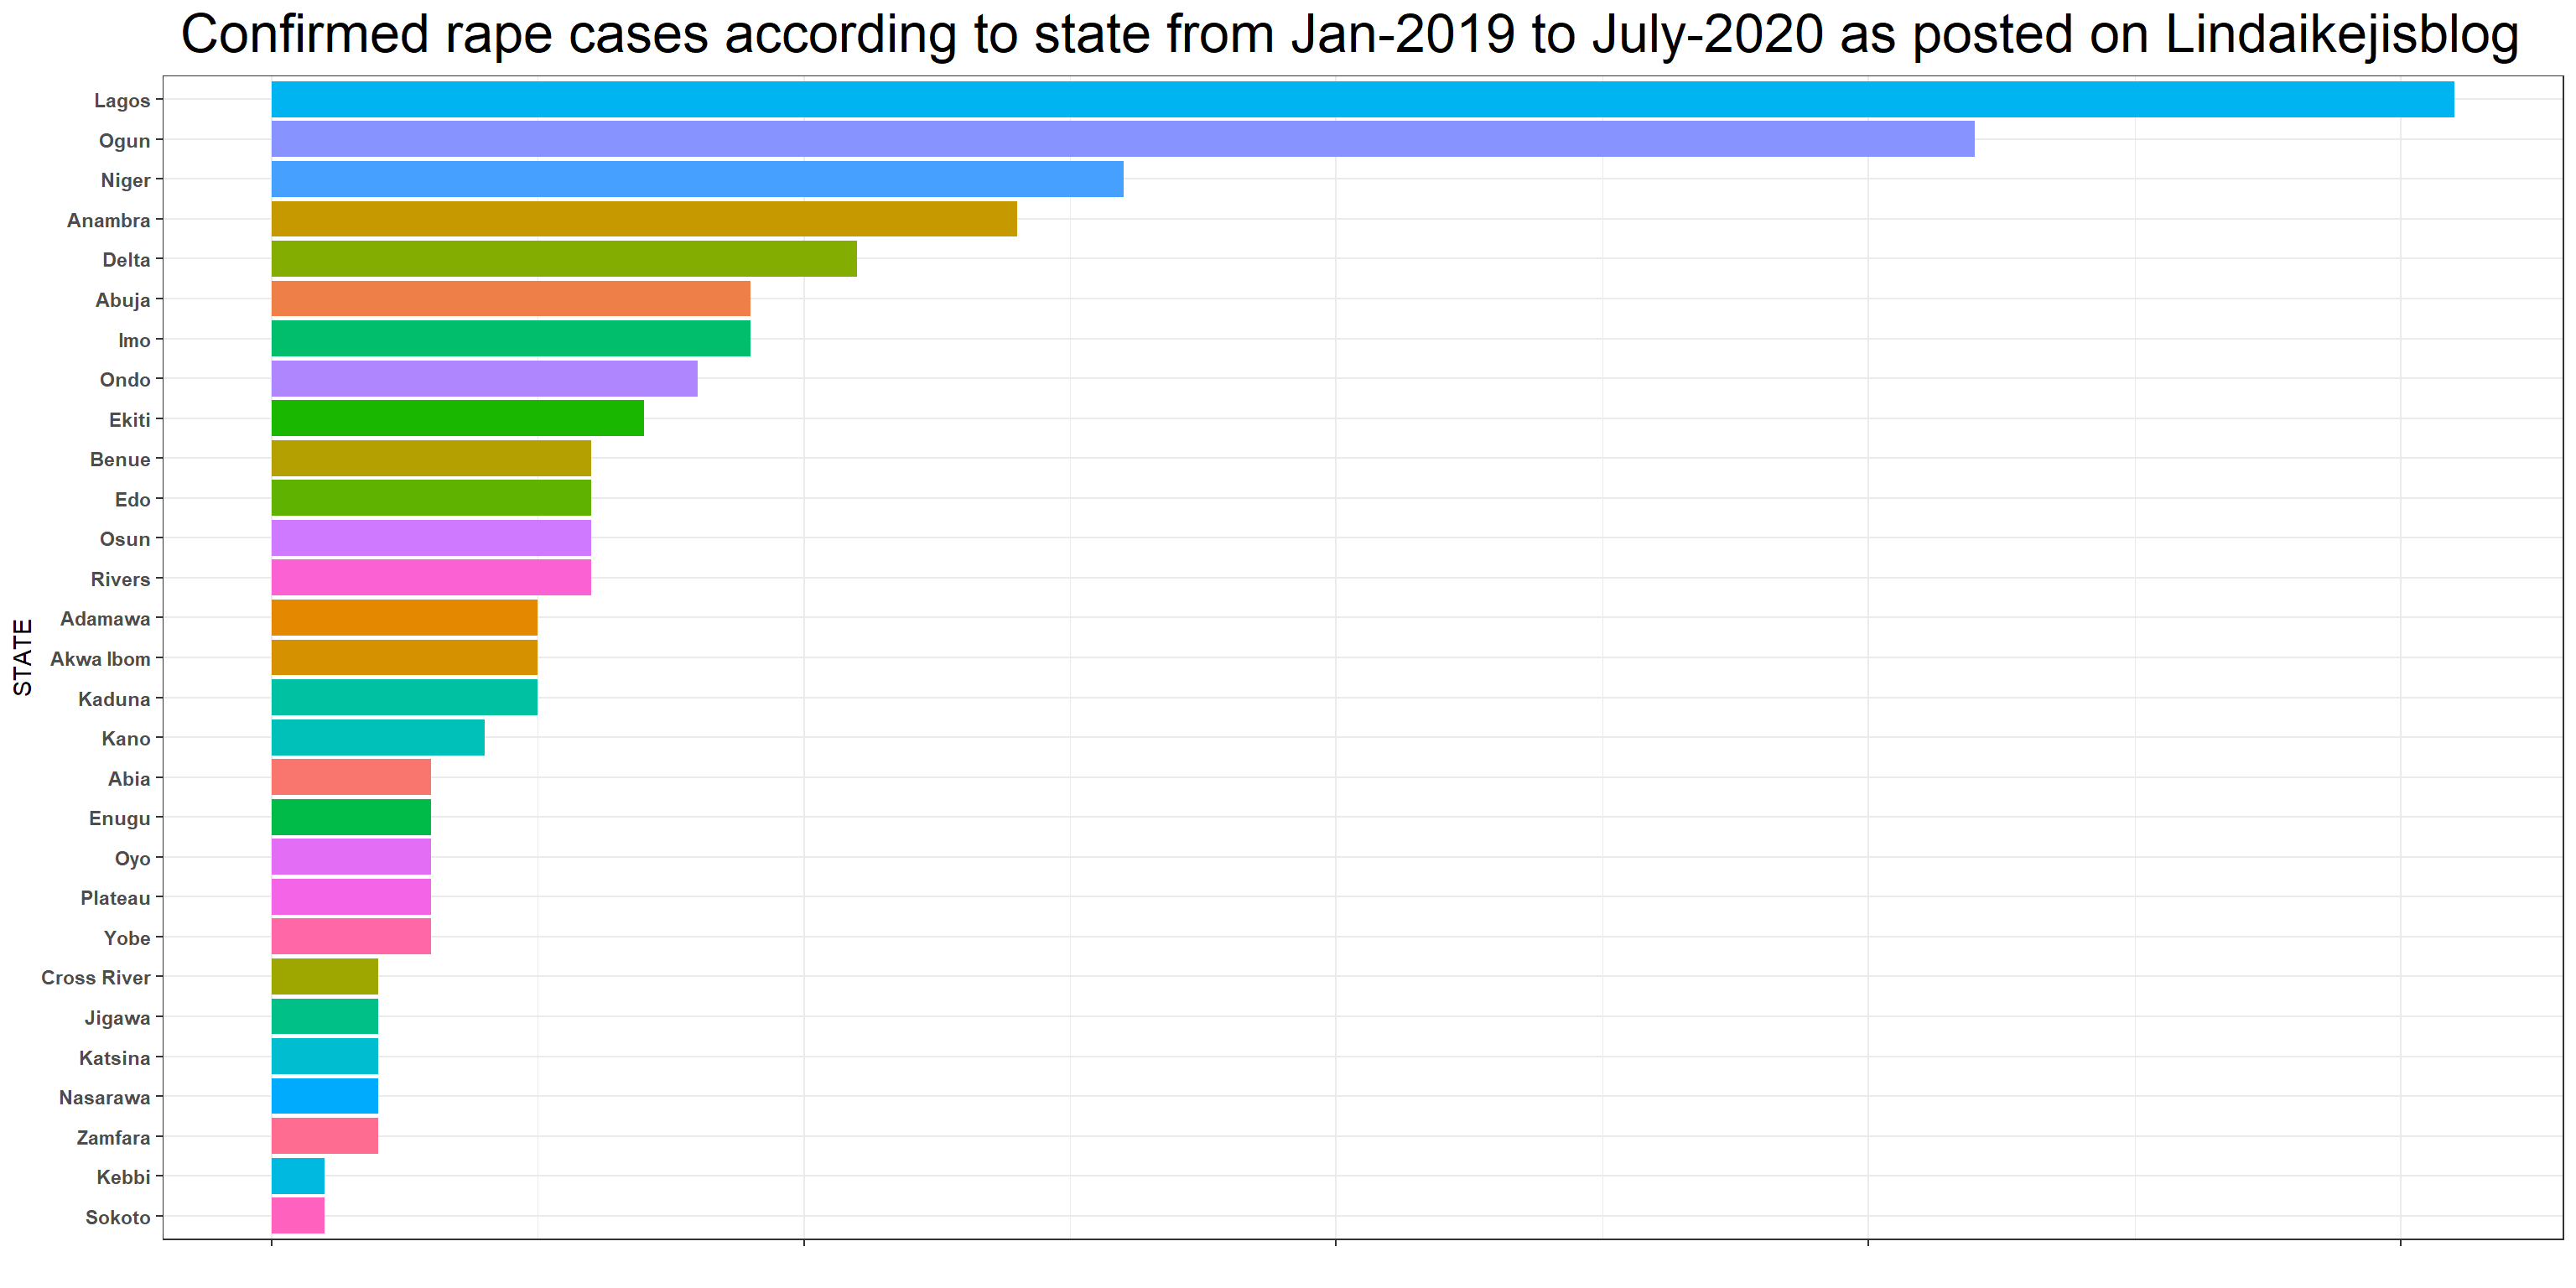 Confirmed rape cases according to state from Jan-2019 to July-2020 as posted on Lindaikejisblog
Lagos
Ogun
Niger
Anambra
Delta
Abuja
Imo
Ondo
Ekiti
Benue
Edo
Osun
Rivers
Adamawa
STATE
Akwa Ibom
Kaduna
Kano
Abia
Enugu
Oyo
Plateau
Yobe
Cross River
Jigawa
Katsina
Nasarawa
Zamfara
Kebbi
Sokoto